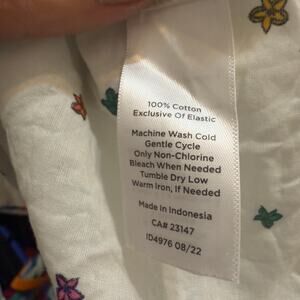 100% Cotton
Exclusive Of Elastic
Machine Wash Cold
Gentle Cycle
Only Non-Chlorine
Bleach When Needed
Tumble Dry Low
Warm Iron, If Needed
Made In Indonesia
CA# 23147
ID4976 08/22